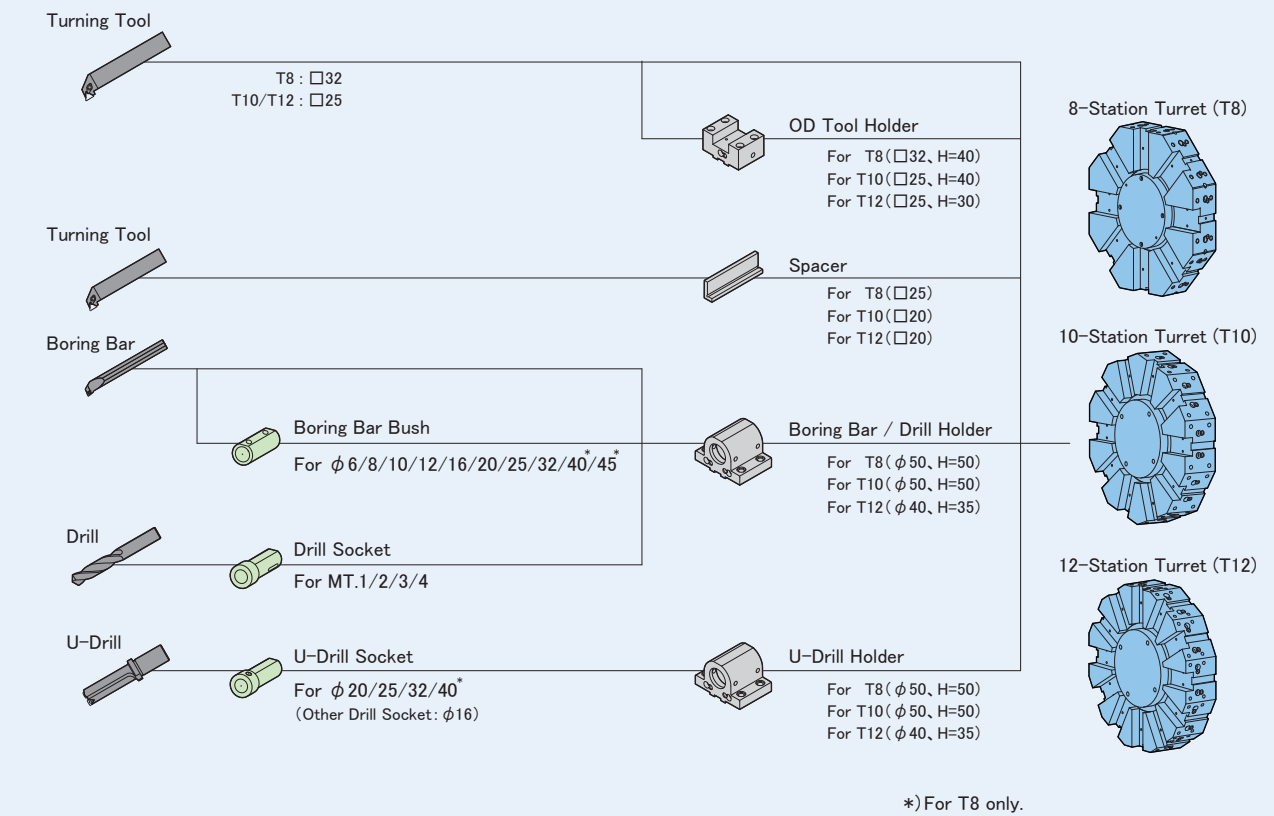 Turning Tool
T8 : □32
T10/T12 : □25
OD Tool Holder
For T8(□32、H=40)
For T10(□25、H=40)
For T12(□25、H=30)
8-Station Turret (T8)
Turning Tool
Spacer
For T8(□25)
For T10(□20)
For T12(□20)
10-Station Turret (T10)
Boring Bar
Boring Bar Bush
For φ6/8/10/12/16/20/25/32/40*/45*
Boring Bar / Drill Holder
For T8(φ50、H=50)
For T10(φ50、H=50)
For T12(φ40、H=35)
Drill
Drill Socket
For MT.1/2/3/4
12-Station Turret (T12)
U-Drill
U-Drill Socket
For φ20/25/32/40*
(Other Drill Socket: φ16)
U-Drill Holder
For T8(φ50、H=50)
For T10(φ50、H=50)
For T12(φ40、H=35)
*)For T8 only.